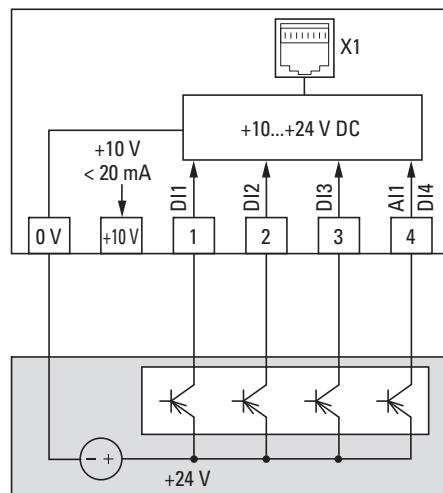 X1
+10...+24 V DC
+10 V
< 20 mA
DI1
DI2
DI3
AI1
DI4
0 V
+10 V
1
2
3
4
− +
+24 V